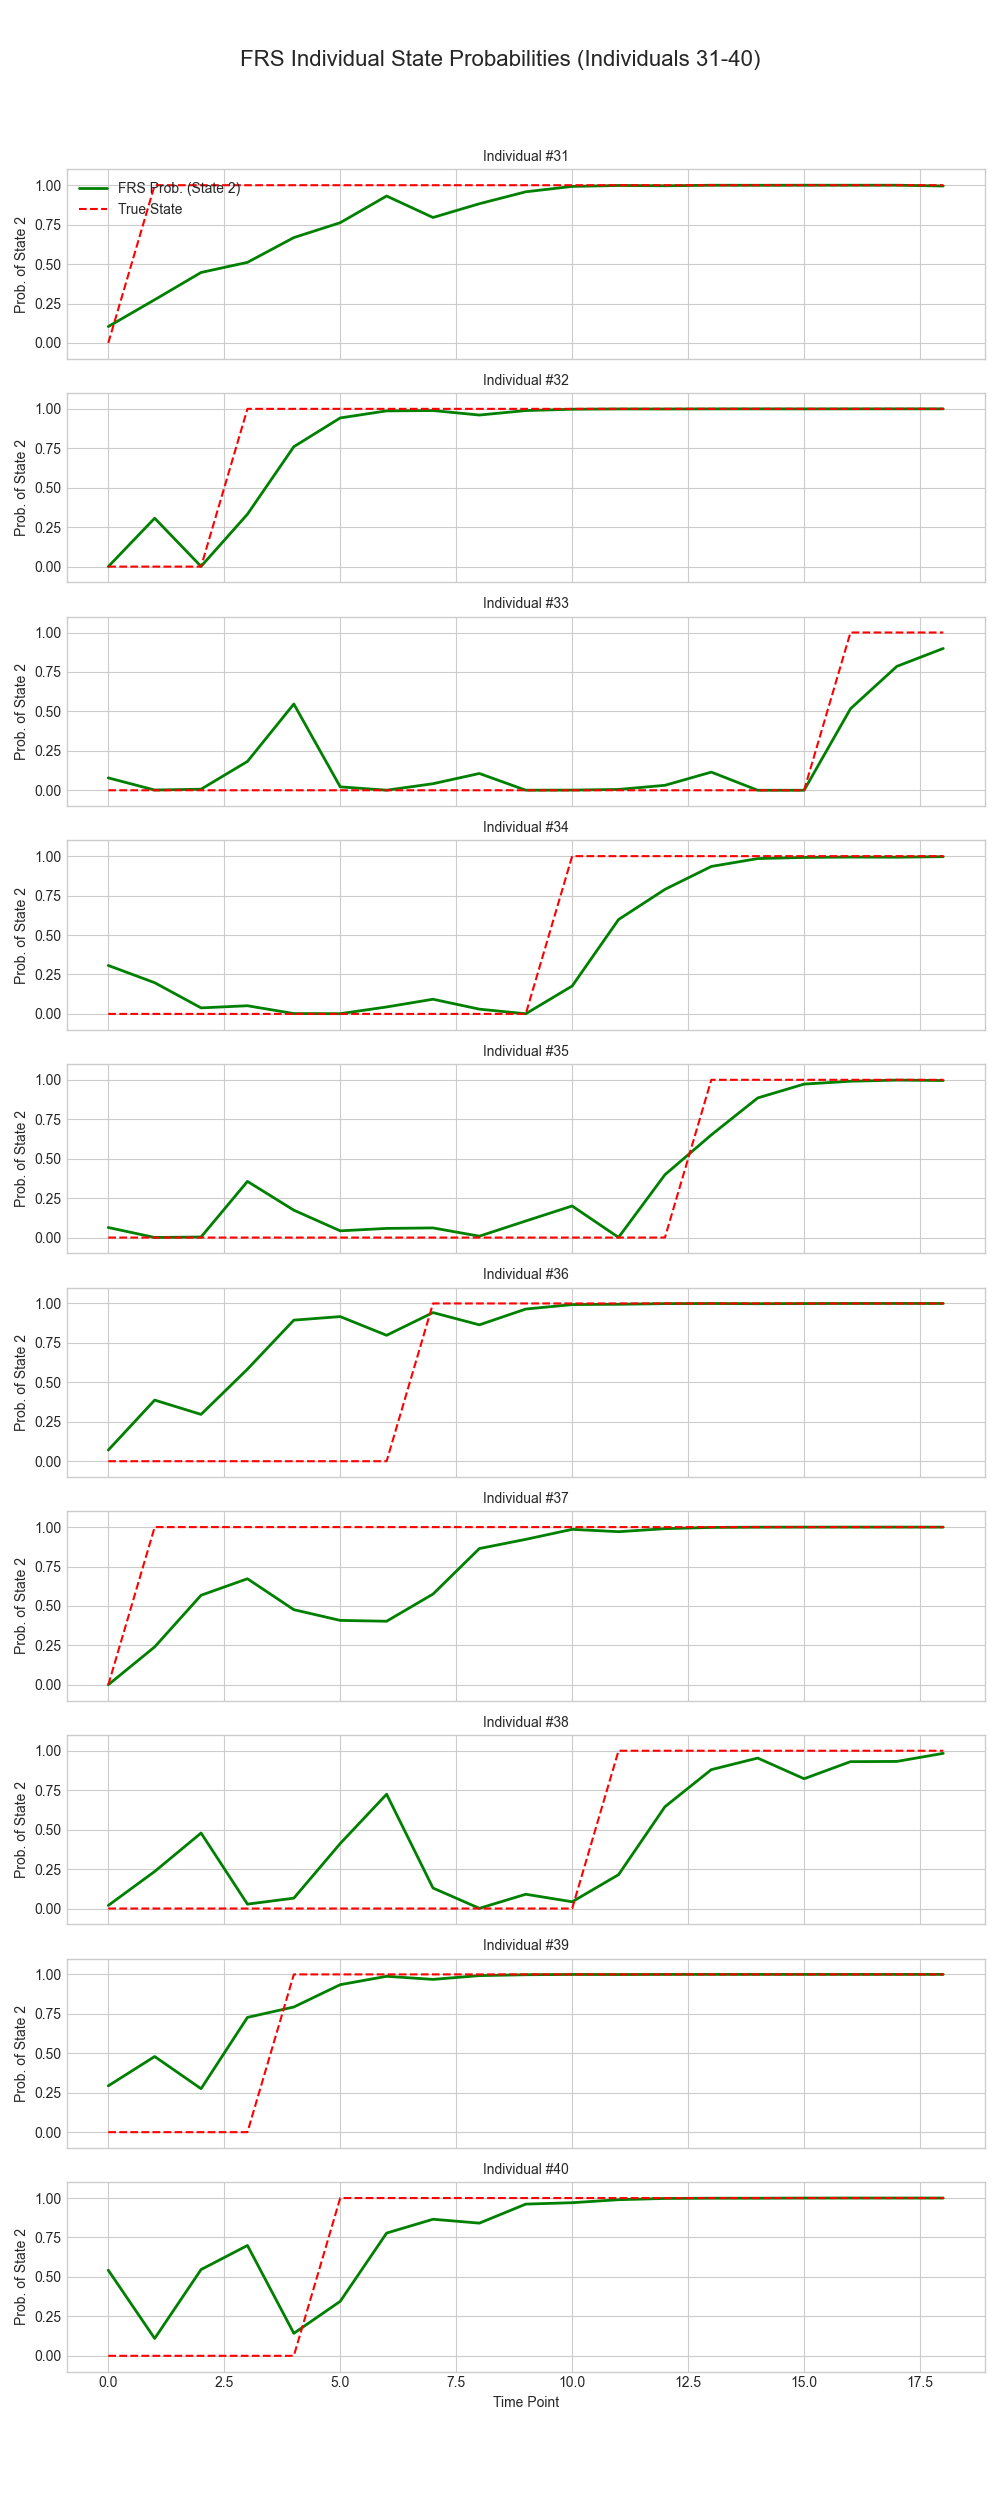 FRS Individual State Probabilities (Individuals 31-40)
Individual #31
FRS Prob. (State 2)
True State
1.00
0.75
0.50
0.25
0.00
Prob. of State 2
Individual #32
1.00
0.75
0.50
0.25
0.00
Prob. of State 2
Individual #33
1.00
0.75
0.50
0.25
0.00
Prob. of State 2
Individual #34
1.00
0.75
0.50
0.25
0.00
Prob. of State 2
Individual #35
1.00
0.75
0.50
0.25
0.00
Prob. of State 2
Individual #36
1.00
0.75
0.50
0.25
0.00
Prob. of State 2
Individual #37
1.00
0.75
0.50
0.25
0.00
Prob. of State 2
Individual #38
1.00
0.75
0.50
0.25
0.00
Prob. of State 2
Individual #39
1.00
0.75
0.50
0.25
0.00
Prob. of State 2
Individual #40
1.00
0.75
0.50
0.25
0.00
Prob. of State 2
0.0 2.5 5.0 7.5 10.0 12.5 15.0 17.5
Time Point